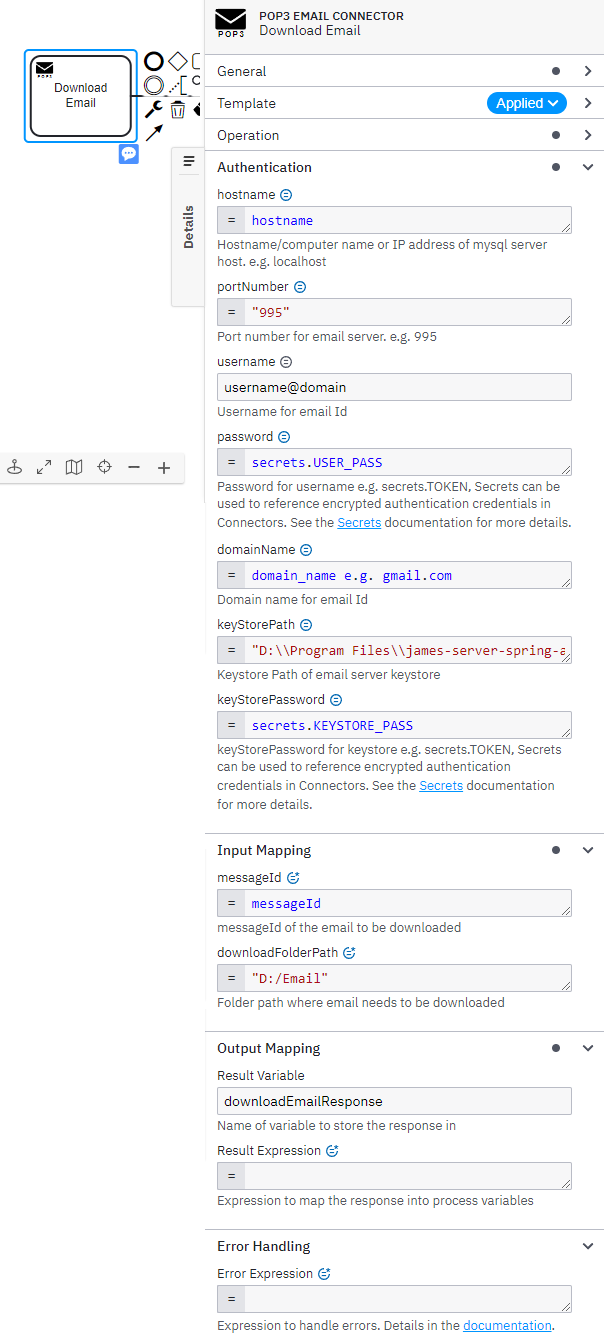 POP3 EMAIL CONNECTOR
Download Email
POP3
General
Template
Applied
Operation
Authentication
POP3
Download
Email
Details
hostname
= hostname
Hostname/computer name or IP address of mysql server
host. e.g. localhost
portNumber
= "995"
Port number for email server. e.g. 995
username
username@domain
Username for email Id
password
= secrets.USER_PASS
Password for username e.g. secrets.TOKEN, Secrets can be
used to reference encrypted authentication credentials in
Connectors. See the Secrets documentation for more details.
domainName
= domain_name e.g. gmail.com
Domain name for email Id
keyStorePath
= "D:\\Program Files\\james-server-spring-a
Keystore Path of email server keystore
keyStorePassword
= secrets.KEYSTORE_PASS
keyStorePassword for keystore e.g. secrets.TOKEN, Secrets
can be used to reference encrypted authentication
credentials in Connectors. See the Secrets documentation
for more details.
Input Mapping
messageId
= messageId
messageId of the email to be downloaded
downloadFolderPath
= "D:/Email"
Folder path where email needs to be downloaded
Output Mapping
Result Variable
downloadEmailResponse
Name of variable to store the response in
Result Expression
=
Expression to map the response into process variables
Error Handling
Error Expression
=
Expression to handle errors. Details in the documentation.